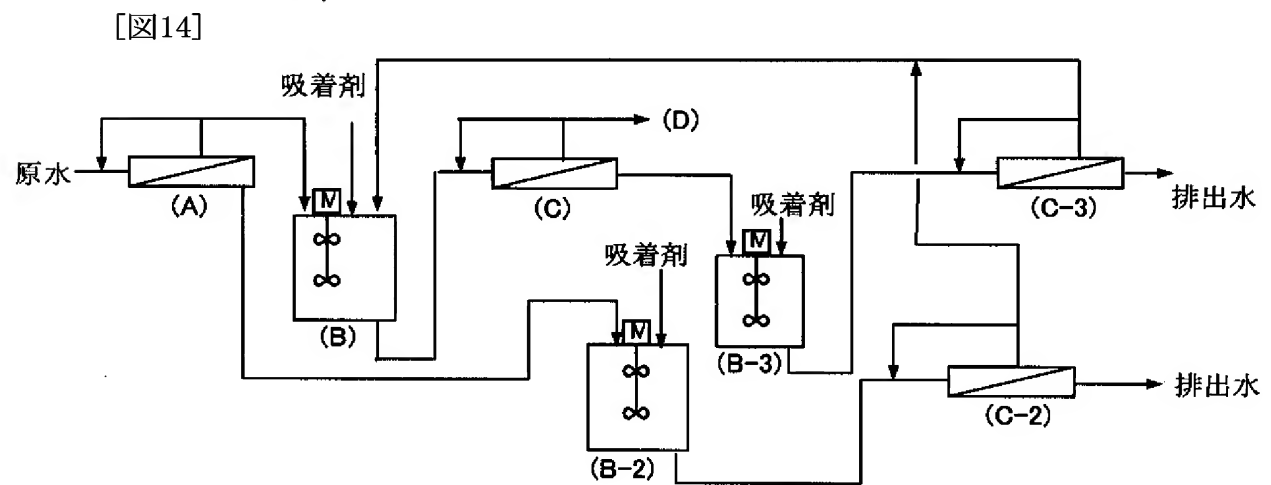 [図14]
吸着剤
(D)
原水
(A)
(C)
(C-3)
排出水
M
吸着剤
M
吸着剤
(B)
M
(B-3)
(B-2)
(C-2)
排出水